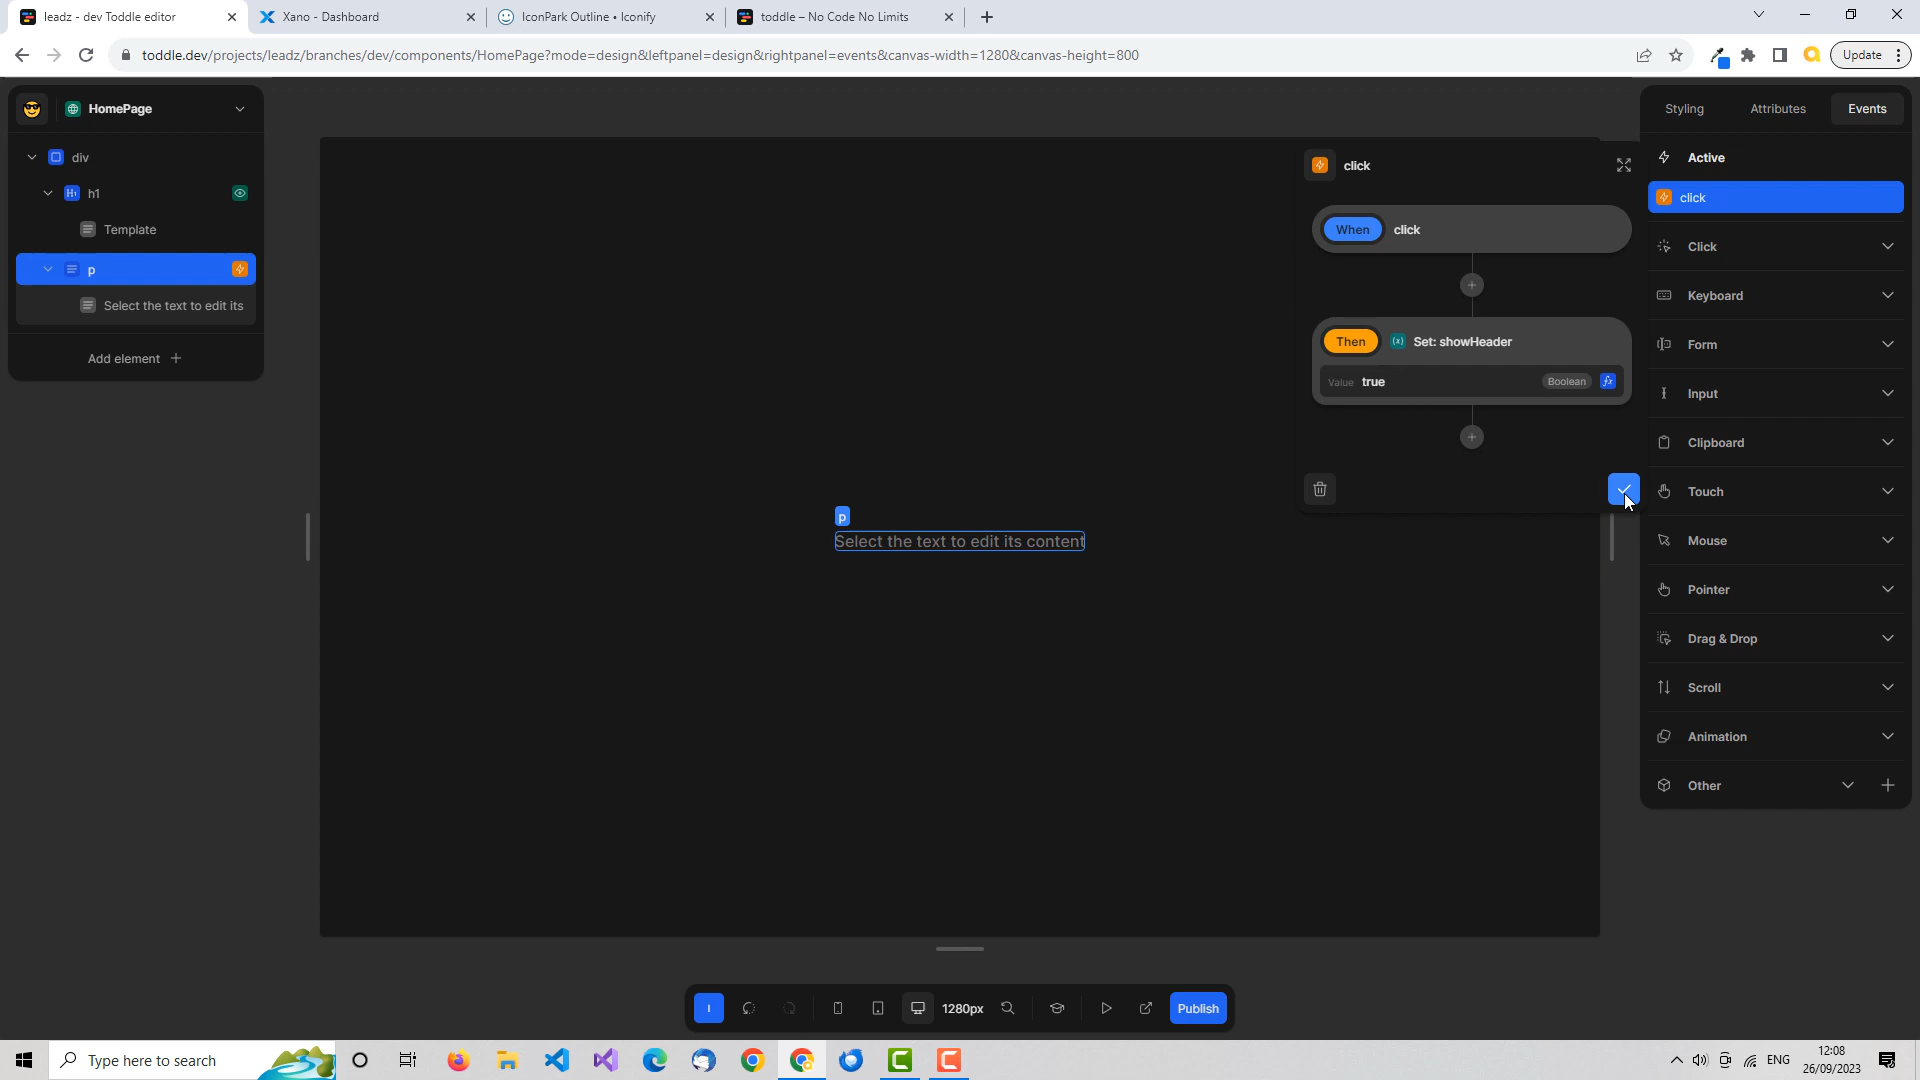 leadz - dev Toddle editor
Xano - Dashboard
IconPark Outline • Iconify
toddle – No Code No Limits
toddle.dev/projects/leadz/branches/dev/components/HomePage?mode=design&leftpanel=design&rightpanel=events&canvas-width=1280&canvas-height=800
Update
HomePage
div
H1 h1
Template
p
Select the text to edit its
Add element
p
Select the text to edit its content
click
When click
Then Set: showHeader
Value true Boolean fx
Styling Attributes Events
Active
click
Click
Keyboard
Form
Input
Clipboard
Touch
Mouse
Pointer
Drag & Drop
Scroll
Animation
Other
1280px
Publish
Type here to search
ENG
12:08
26/09/2023